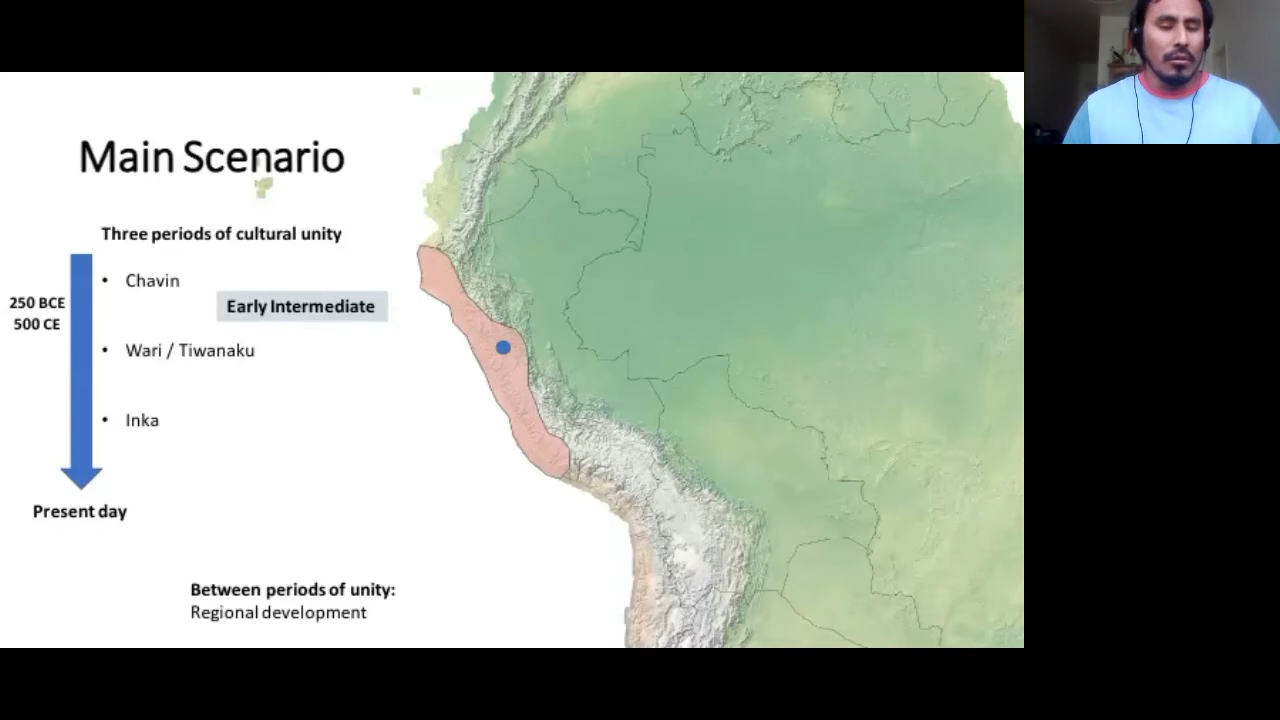 Main Scenario
Three periods of cultural unity
• Chavin
250 BCE
500 CE
Early Intermediate
• Wari / Tiwanaku
• Inka
Present day
Between periods of unity:
Regional development